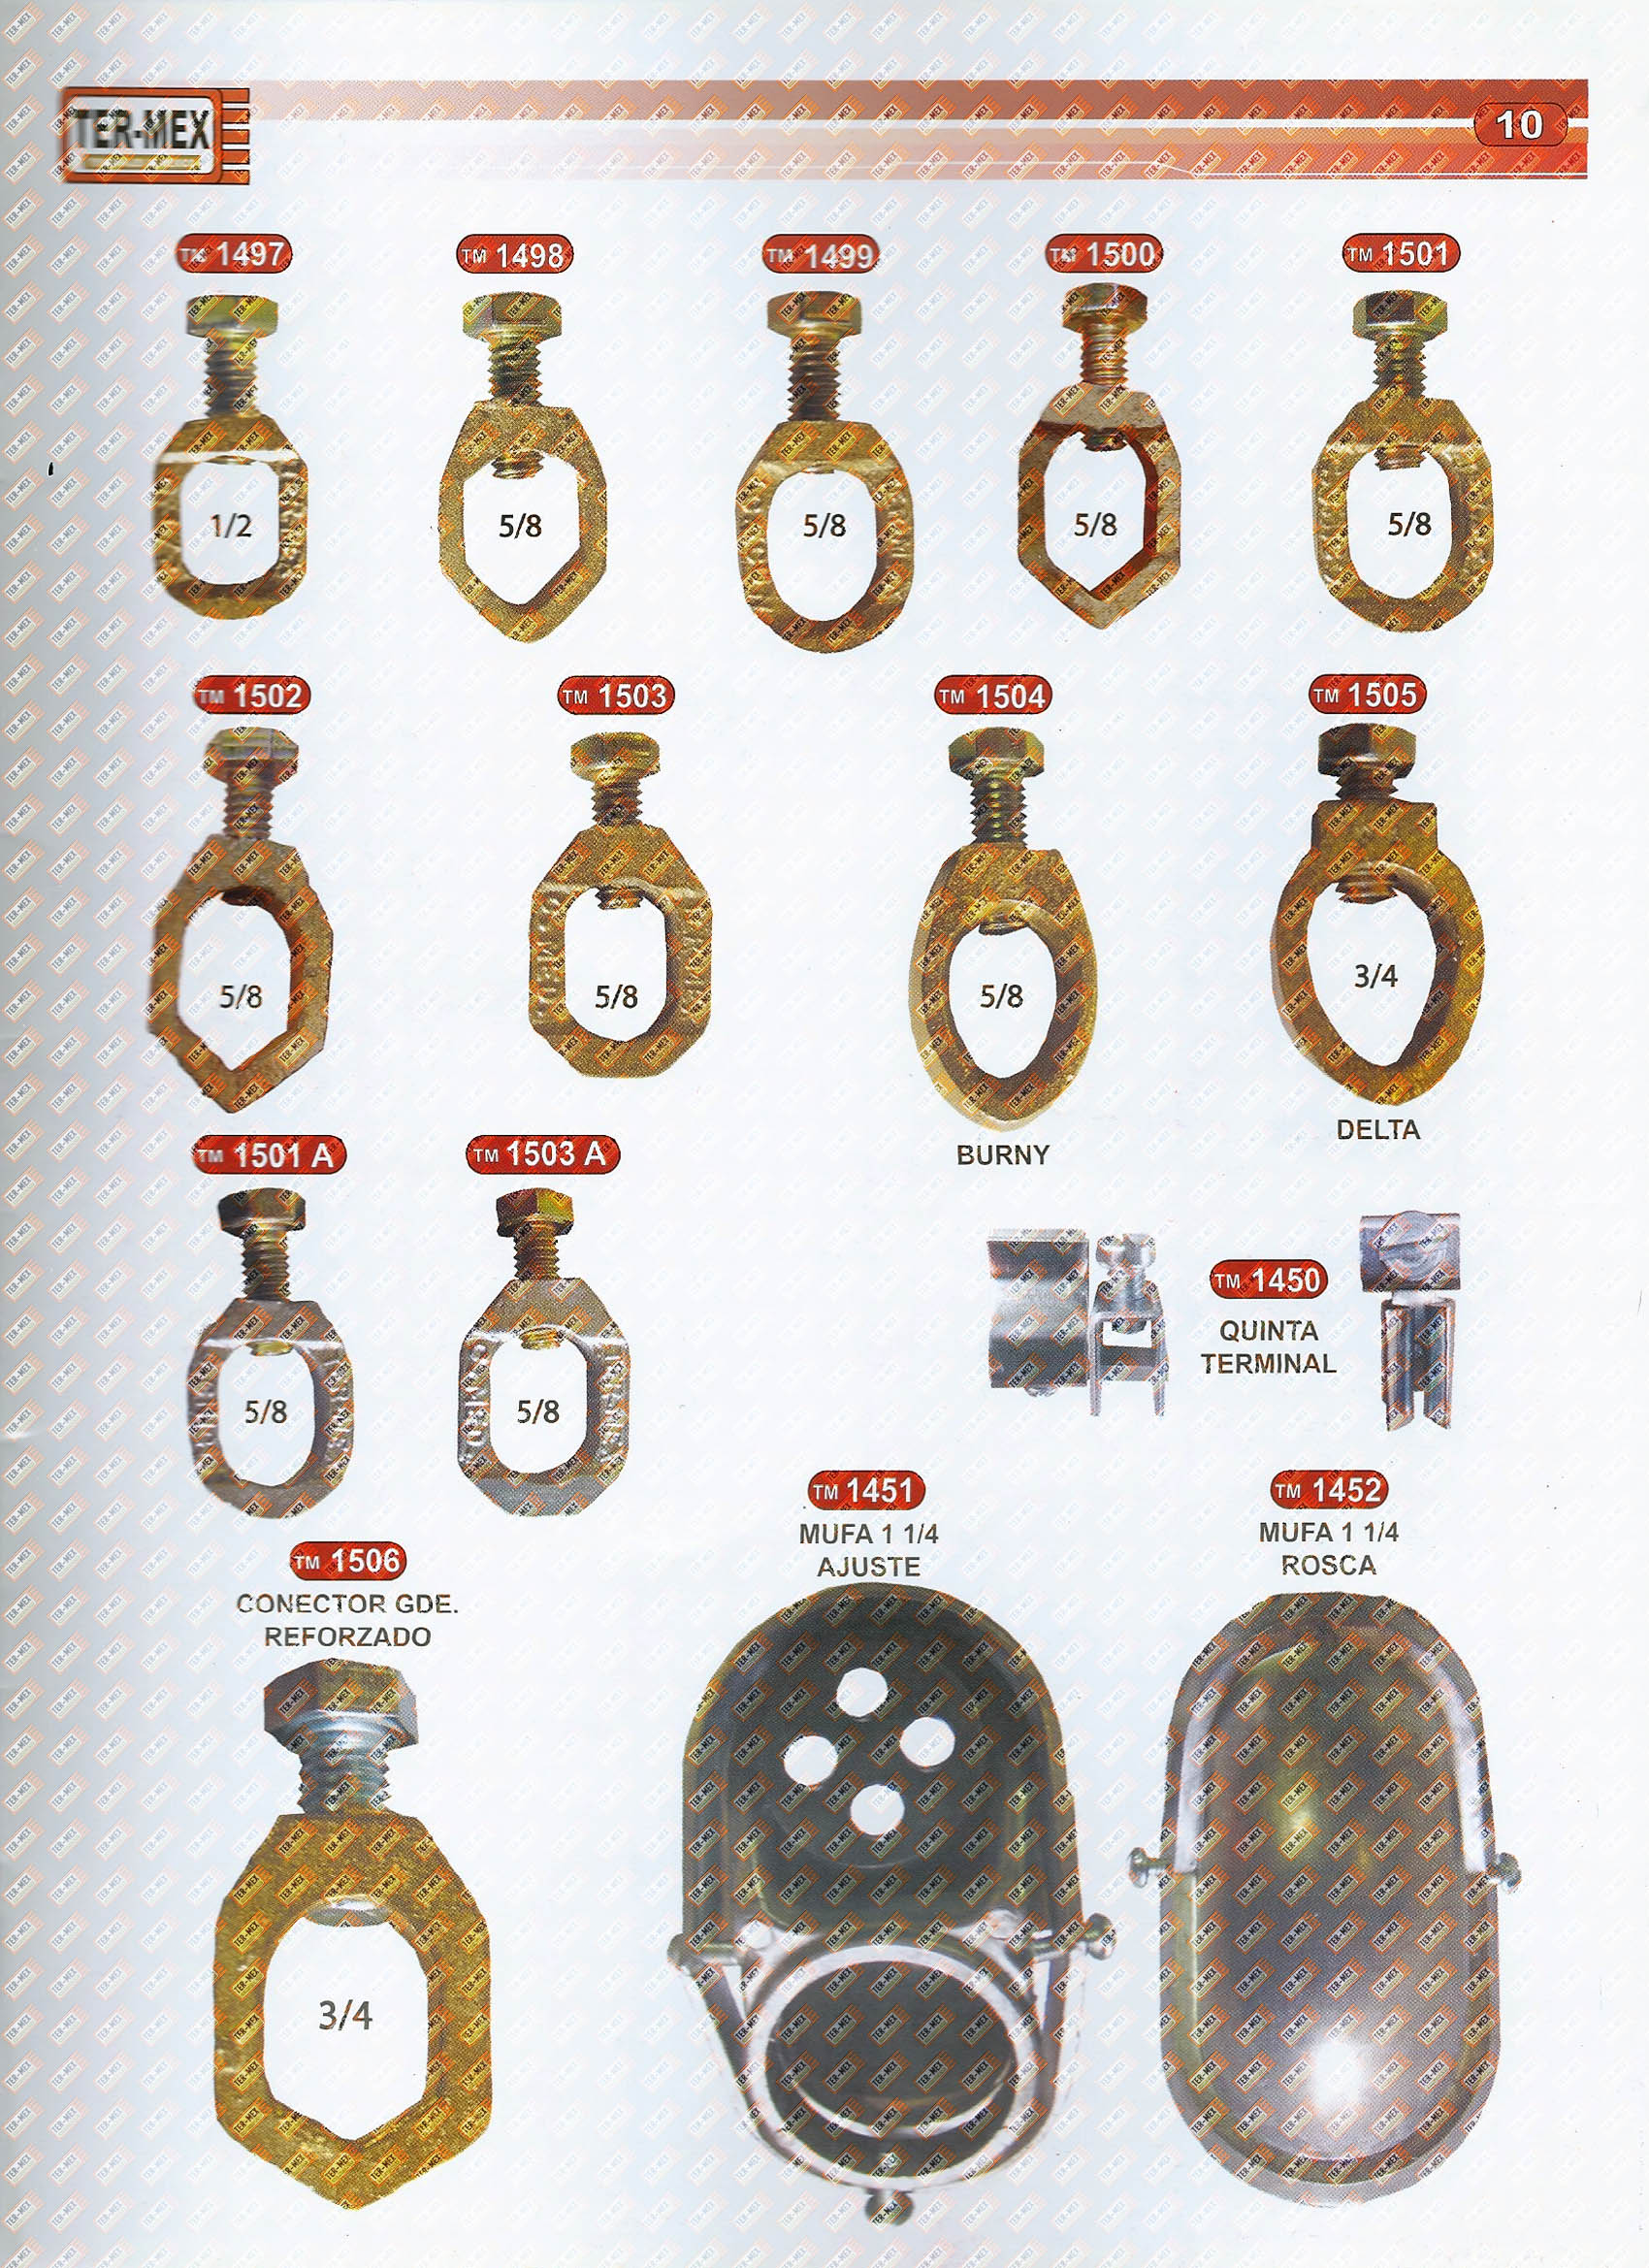 TER-MEX
10
TM 1497
TM 1498
TM 1499
TM 1500
TM 1501
1/2
5/8
5/8
5/8
5/8
TM 1502
TM 1503
TM 1504
TM 1505
5/8
5/8
5/8
3/4
BURNY
DELTA
TM 1501 A
TM 1503 A
5/8
5/8
TM 1450
QUINTA
TERMINAL
TM 1451
MUFA 1 1/4
AJUSTE
TM 1452
MUFA 1 1/4
ROSCA
TM 1506
CONECTOR GDE.
REFORZADO
3/4